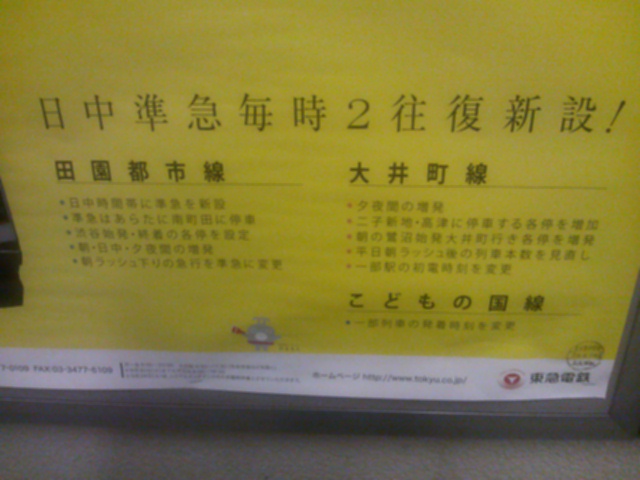 日中準急毎時2往復新設!
田園都市線
•日中時間帯に準急を新設
•準急はあらたに南町田に停車
•渋谷始発・終着の各停を設定
•朝・日中・夕夜間の増発
•朝ラッシュ下りの急行を準急に変更
大井町線
•夕夜間の増発
•二子新地・高津に停車する各停を増加
•朝の鷺沼始発大井町行き各停を増発
•平日朝ラッシュ後の列車本数を見直し
•一部駅の初電時刻を変更
こどもの国線
•一部列車の発着時刻を変更
7-0109 FAX:03-3477-6109
ホームページ http://www.tokyu.co.jp/
東急電鉄